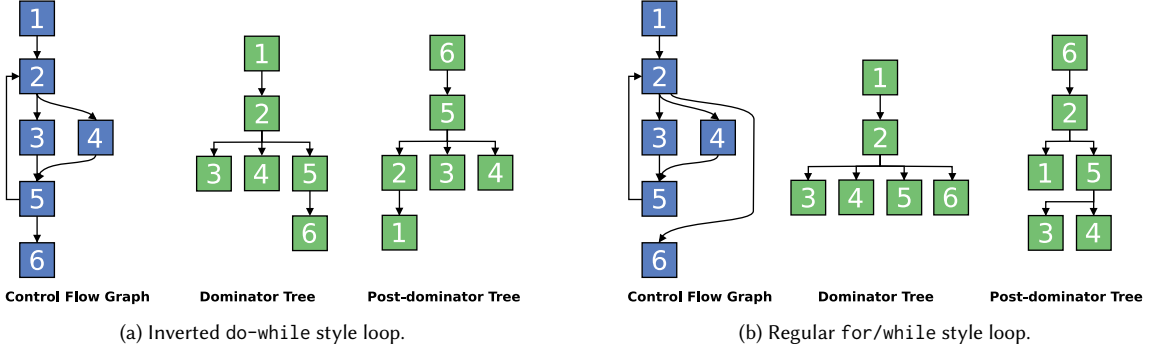 1
2
3 4
5
6
Control Flow Graph
1
2
3 4 5
6
Dominator Tree
6
5
2 3 4
1
Post-dominator Tree
(a) Inverted do-while style loop.
1
2
3 4
5
6
Control Flow Graph
1
2
3 4 5 6
Dominator Tree
6
2
1 5
3 4
Post-dominator Tree
(b) Regular for/while style loop.